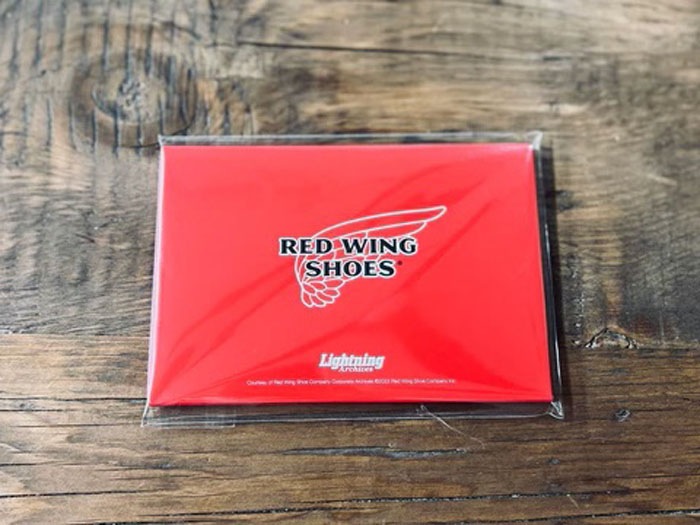 RED WING
SHOES®
Lightning
Archives
Courtesy of Red Wing Shoe Company Corporate Archives ©2023 Red Wing Shoe Company Inc.